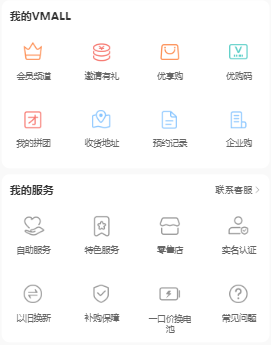 我的VMALL
会员频道 邀请有礼 优享购 优购码
我的拼团 收货地址 预约记录 企业购
我的服务 联系客服
自助服务 特色服务 零售店 实名认证
以旧换新 补购保障 一口价换电池 常见问题